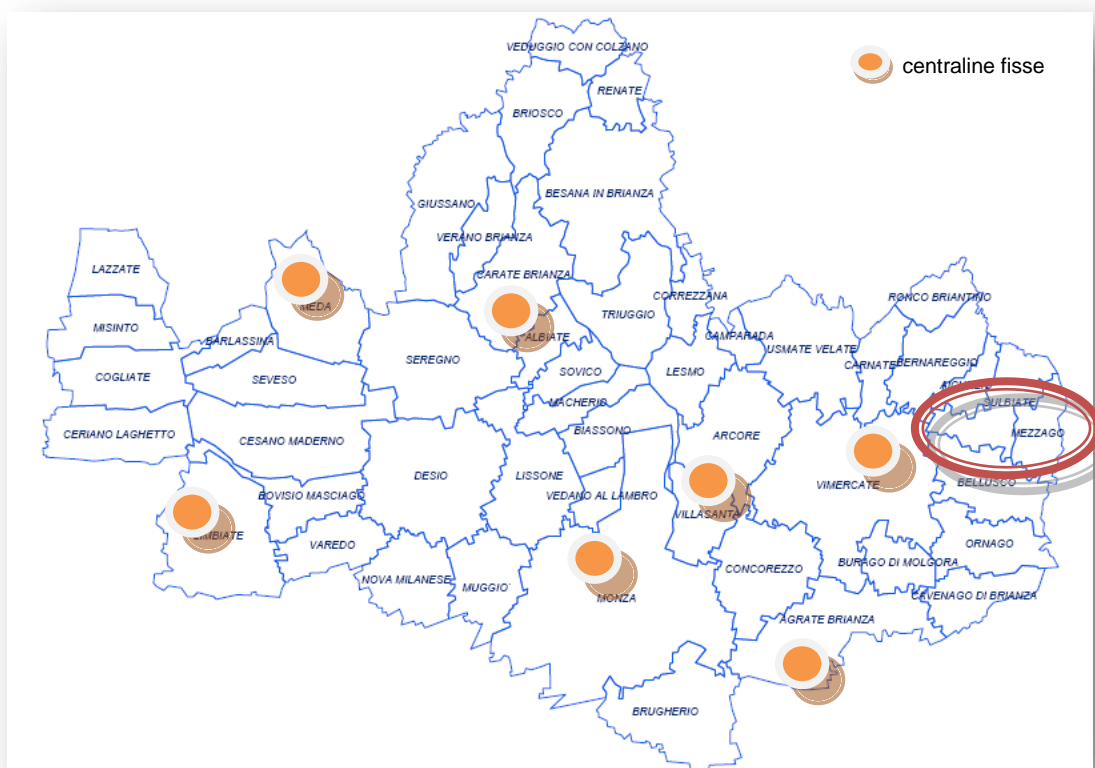 VEDUGGIO CON COLZANO
centraline fisse
RENATE
BRIOSCO
BESANA IN BRIANZA
GIUSSANO
VERANO BRIANZA
LAZZATE
CARATE BRIANZA
CORREZZANA
RONCO BRIANTINO
MEDA
TRIUGGIO
MISINTO
BARLASSINA
ALBIATE
CAMPARADA
USMATE VELATE
SEREGNO
CARNATE
BERNAREGGIO
COGLIATE
SEVESO
SOVICO
LESMO
SULBIATE
MACHERIO
CERIANO LAGHETTO
CESANO MADERNO
BIASSONO
ARCORE
MEZZAGO
DESIO
LISSONE
VIMERCATE
BELLUSCO
BOVISIO MASCIAGO
VEDANO AL LAMBRO
VILLASANTA
LIMBIATE
VAREDO
ORNAGO
NOVA MILANESE
MUGGIO'
CONCOREZZO
BURAGO DI MOLGORA
MONZA
CAVENAGO DI BRIANZA
AGRATE BRIANZA
BRUGHERIO